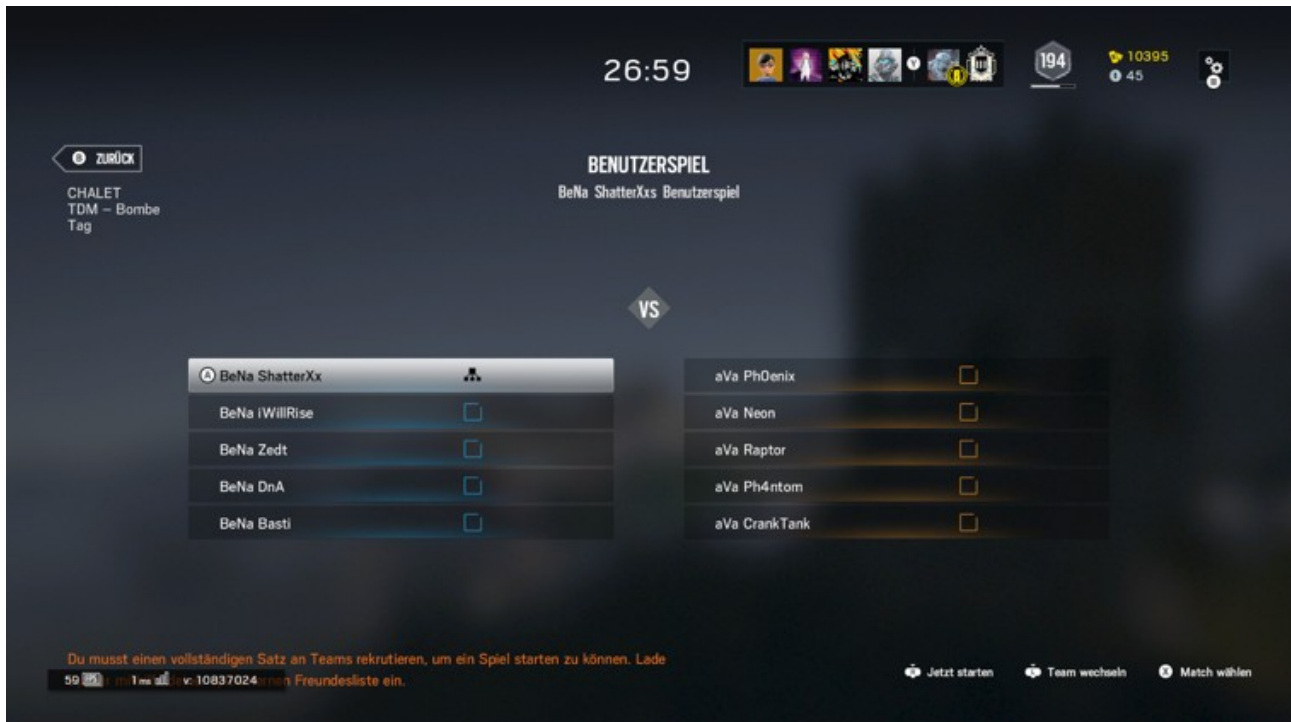 26:59
194
10395
45
ZURÜCK
CHALET
TDM – Bombe
Tag
BENUTZERSPIEL
BeNa ShatterXxs Benutzerspiel
VS
A BeNa ShatterXx
BeNa iWillRise
BeNa Zedt
BeNa DnA
BeNa Basti
aVa Ph0enix
aVa Neon
aVa Raptor
aVa Ph4ntom
aVa CrankTank
Du musst einen vollständigen Satz an Teams rekrutieren, um ein Spiel starten zu können. Lade
Freundesliste ein.
59 1 ms v: 10837024
Jetzt starten
Team wechseln
X Match wählen